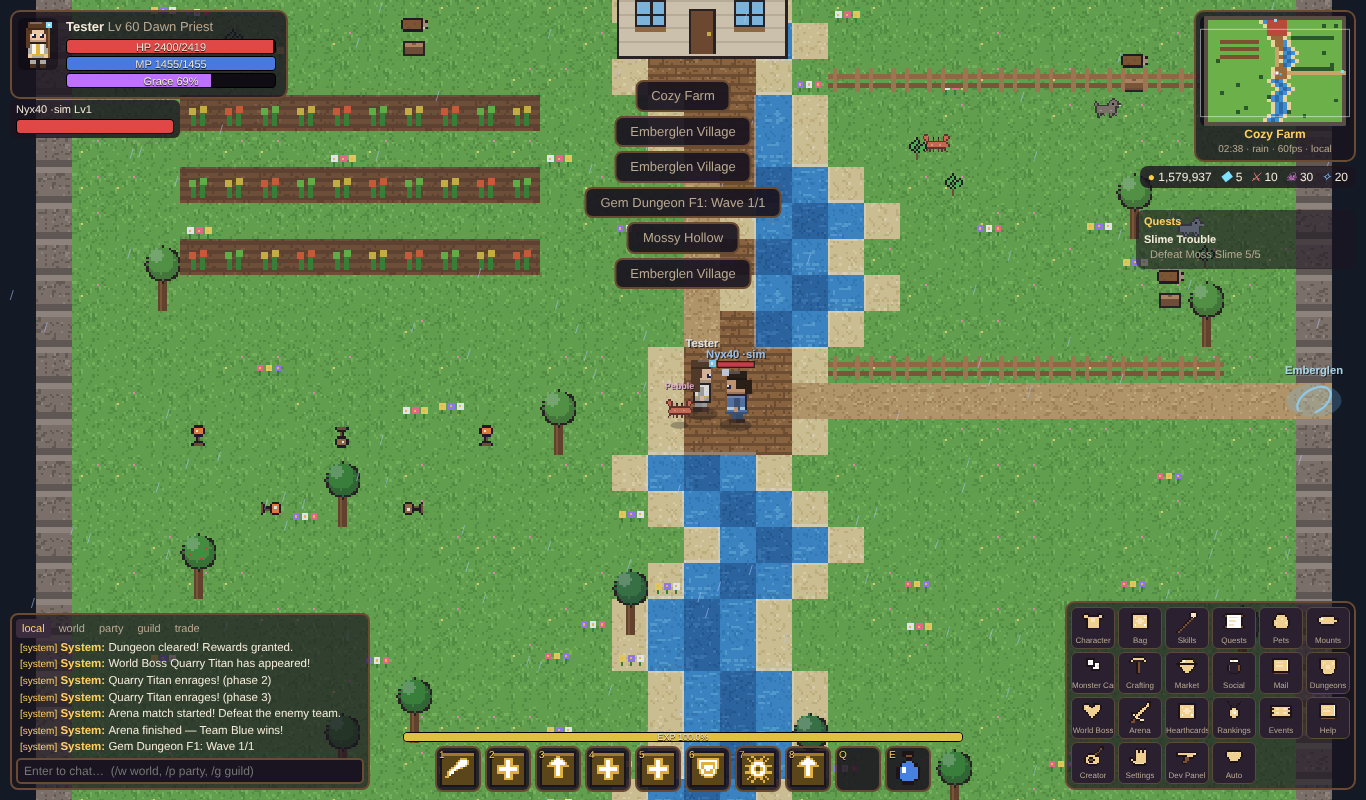 Tester Lv 60 Dawn Priest
HP 2400/2419
MP 1455/1455
Grace 69%
Nyx40 ·sim Lv1
Cozy Farm
Emberglen Village
Emberglen Village
Gem Dungeon F1: Wave 1/1
Mossy Hollow
Emberglen Village
Cozy Farm
02:38 · rain · 60fps · local
1,579,937 5 10 30 20
Quests
Slime Trouble
Defeat Moss Slime 5/5
Tester
Nyx40 ·sim
Pebble
Emberglen
local world party guild trade
[system] System: Dungeon cleared! Rewards granted.
[system] System: World Boss Quarry Titan has appeared!
[system] System: Quarry Titan enrages! (phase 2)
[system] System: Quarry Titan enrages! (phase 3)
[system] System: Arena match started! Defeat the enemy team.
[system] System: Arena finished — Team Blue wins!
[system] System: Gem Dungeon F1: Wave 1/1
Enter to chat… (/w world, /p party, /g guild)
EXP 100.0%
1 2 3 4 5 6 7 8 Q E
Character Bag Skills Quests Pets Mounts
Monster Ca Crafting Market Social Mail Dungeons
World Boss Arena Hearthcards Rankings Events Help
Creator Settings Dev Panel Auto